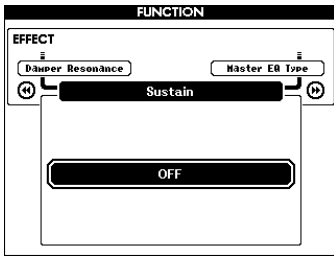 FUNCTION
EFFECT
Damper Resonance
Master EQ Type
Sustain
OFF